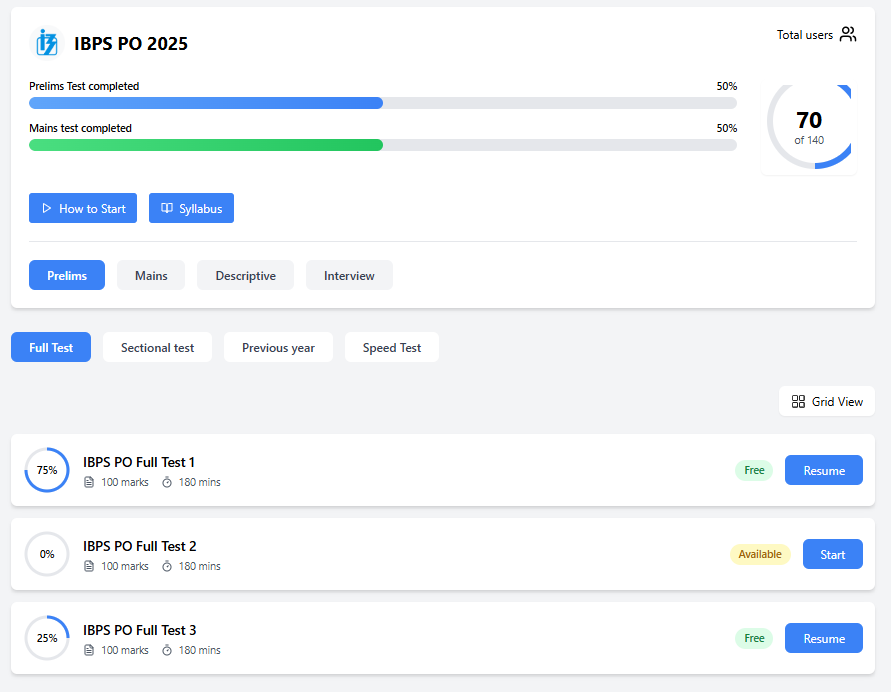 IBPS PO 2025
Total users
Prelims Test completed 50%
Mains test completed 50%
70
of 140
How to Start Syllabus
Prelims Mains Descriptive Interview
Full Test Sectional test Previous year Speed Test
Grid View
75% IBPS PO Full Test 1
100 marks 180 mins
Free Resume
0% IBPS PO Full Test 2
100 marks 180 mins
Available Start
25% IBPS PO Full Test 3
100 marks 180 mins
Free Resume